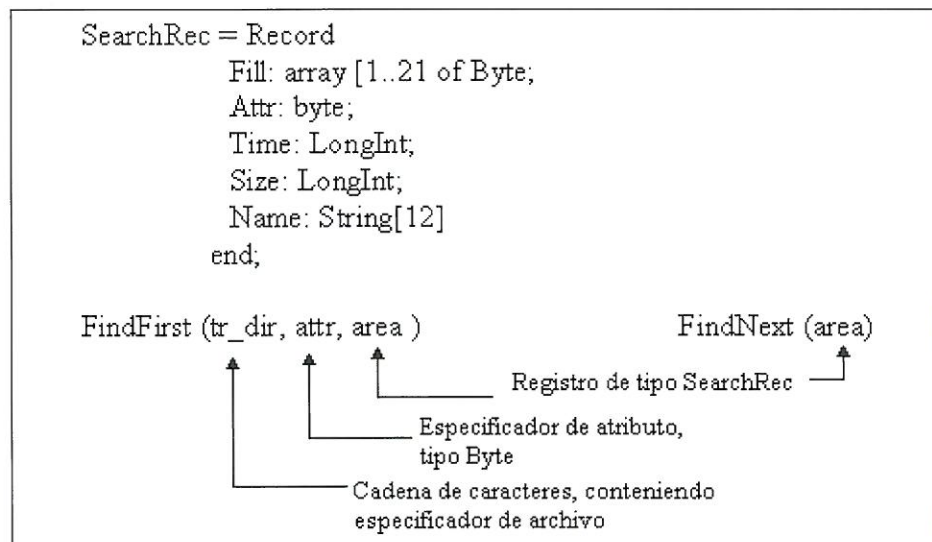 SearchRec = Record
Fill: array [1..21 of Byte;
Attr: byte;
Time: LongInt;
Size: LongInt;
Name: String[12]
end;
FindFirst (tr_dir, attr, area )
FindNext (area)
Registro de tipo SearchRec
Especificador de atributo,
tipo Byte
Cadena de caracteres, conteniendo
especificador de archivo